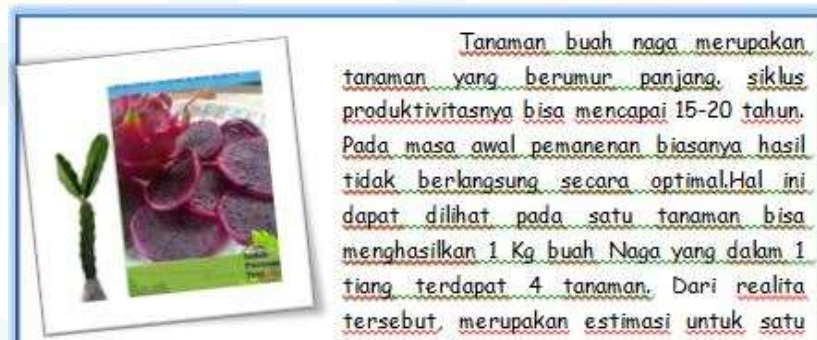 Tanaman buah naga merupakan
tanaman yang berumur panjang. siklus
produktivitasnya bisa mencapai 15-20 tahun.
Pada masa awal pemanenan biasanya hasil
tidak berlangsung secara optimal.Hal ini
dapat dilihat pada satu tanaman bisa
menghasilkan 1 Kg buah Naga yang dalam 1
tiang terdapat 4 tanaman. Dari realita
tersebut, merupakan estimasi untuk satu